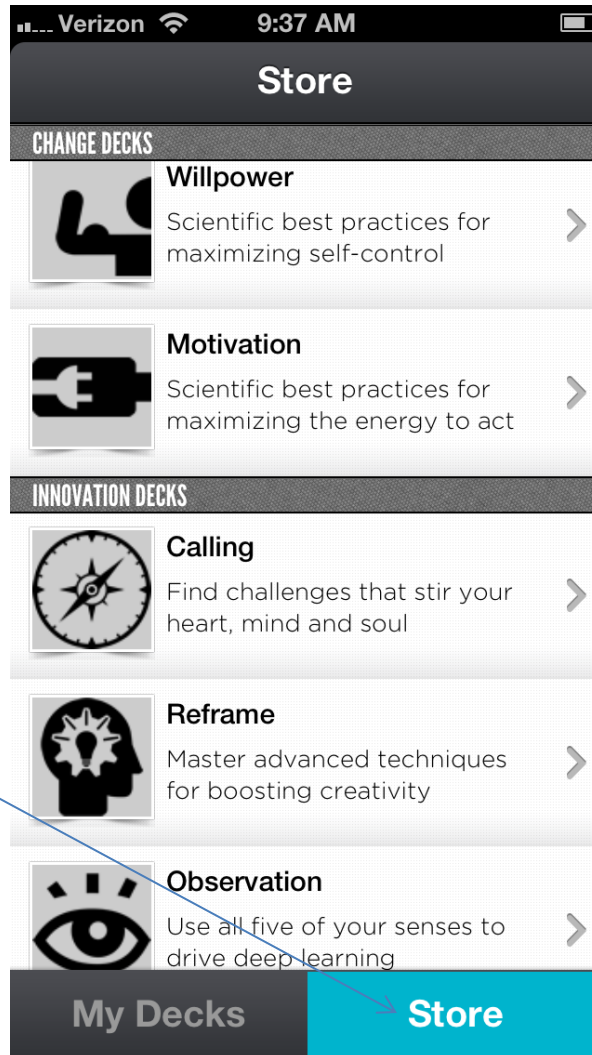 Verizon 9:37 AM
Store
CHANGE DECKS
Willpower
Scientific best practices for
maximizing self-control
Motivation
Scientific best practices for
maximizing the energy to act
INNOVATION DECKS
Calling
Find challenges that stir your
heart, mind and soul
Reframe
Master advanced techniques
for boosting creativity
Observation
Use all five of your senses to
drive deep learning
My Decks Store